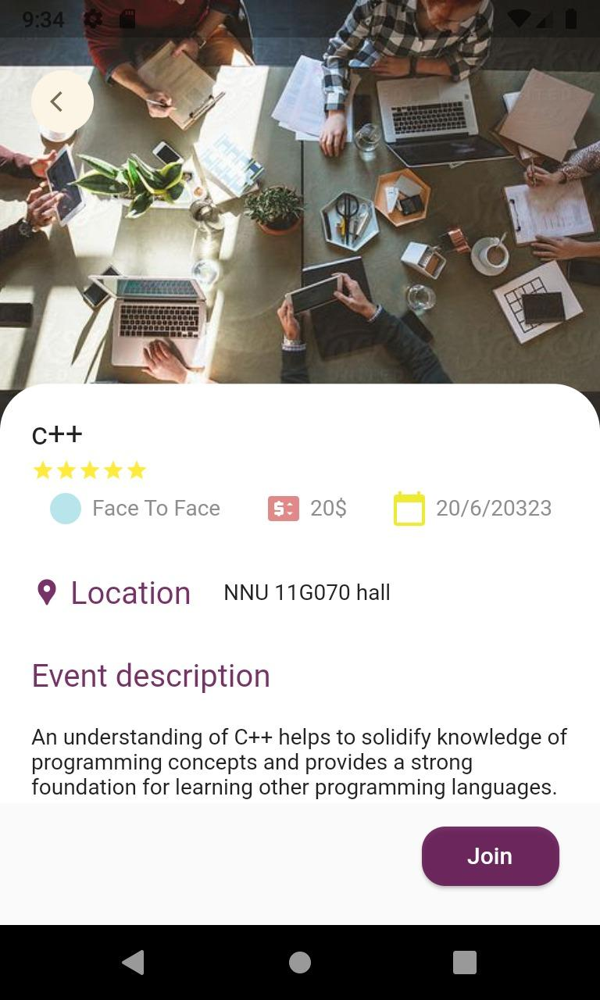 9:34
c++
Face To Face 20$ 20/6/20323
Location NNU 11G070 hall
Event description
An understanding of C++ helps to solidify knowledge of
programming concepts and provides a strong
foundation for learning other programming languages.
Join